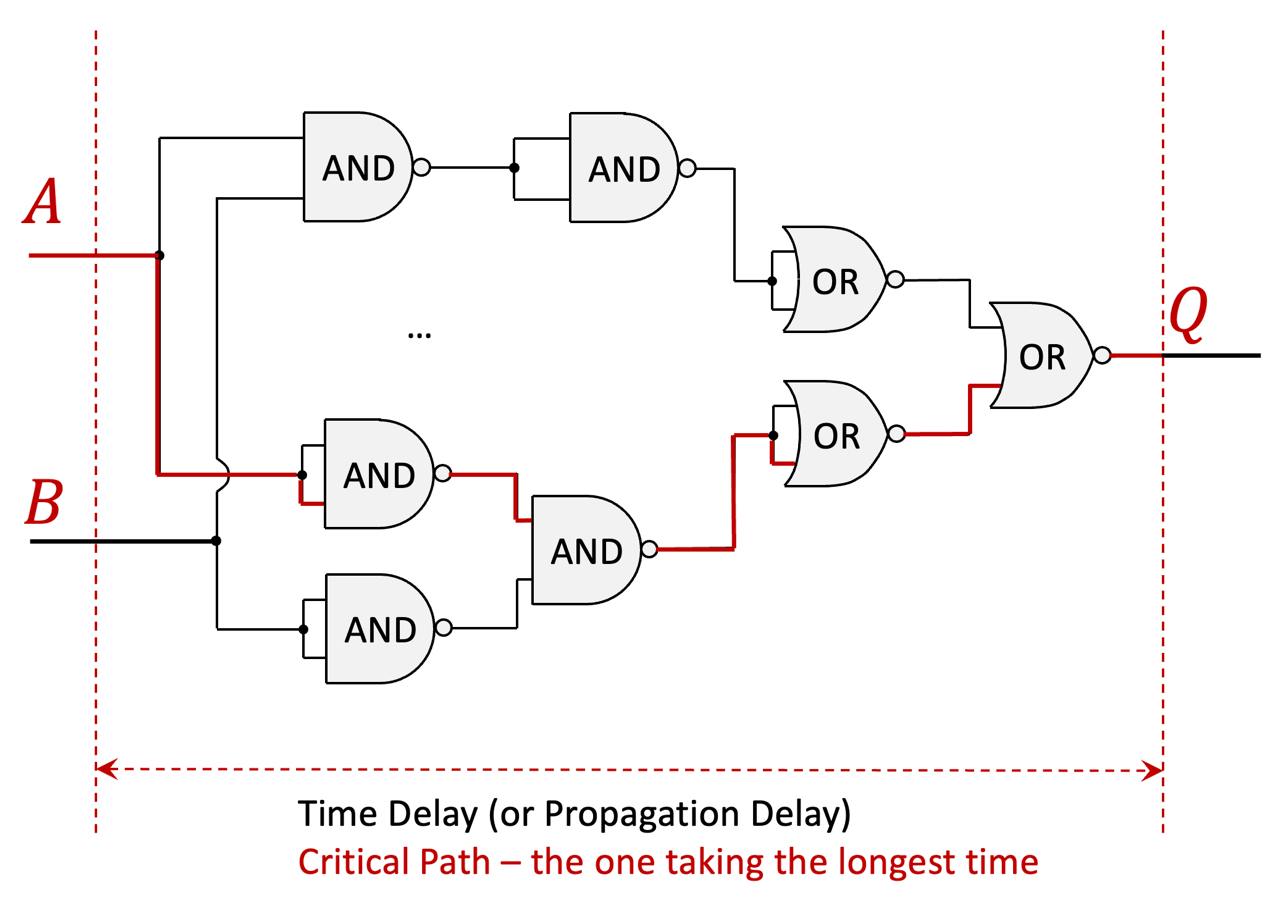 AND
AND
A
OR
Q
...
OR
OR
AND
B
AND
AND
Time Delay (or Propagation Delay)
Critical Path – the one taking the longest time